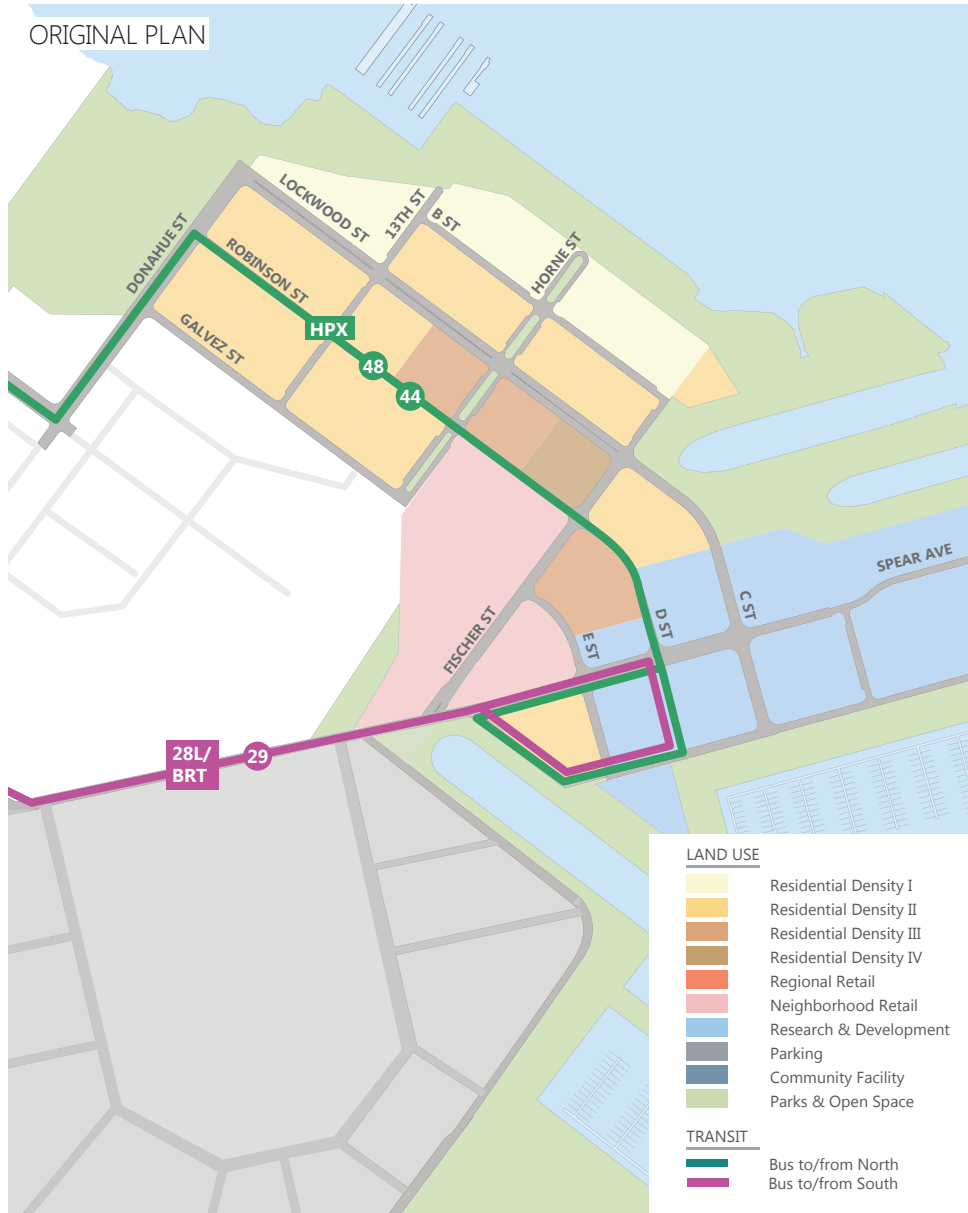 ORIGINAL PLAN
LOCKWOOD ST
13TH ST
B ST
DONAHUE ST
ROBINSON ST
HORNE ST
GALVEZ ST
HPX
48
44
SPEAR AVE
C ST
D ST
E ST
FISCHER ST
28L/
BRT
29
LAND USE
Residential Density I
Residential Density II
Residential Density III
Residential Density IV
Regional Retail
Neighborhood Retail
Research & Development
Parking
Community Facility
Parks & Open Space
TRANSIT
Bus to/from North
Bus to/from South